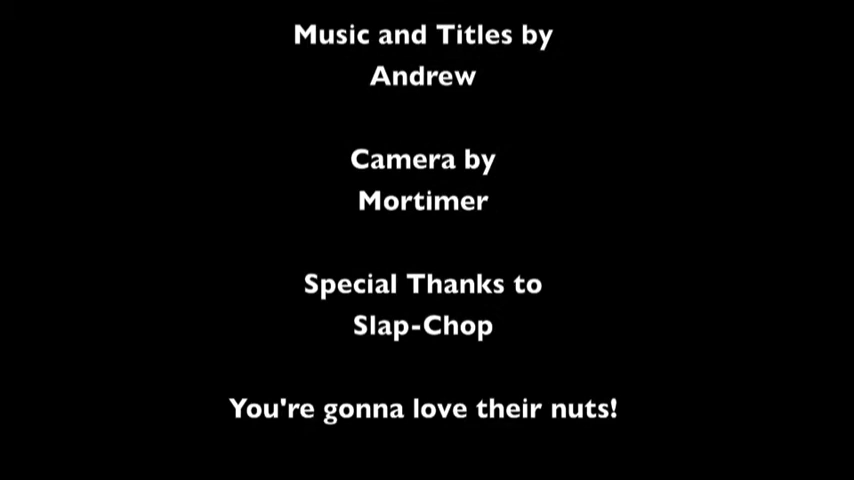 Music and Titles by
Andrew
Camera by
Mortimer
Special Thanks to
Slap-Chop
You're gonna love their nuts!